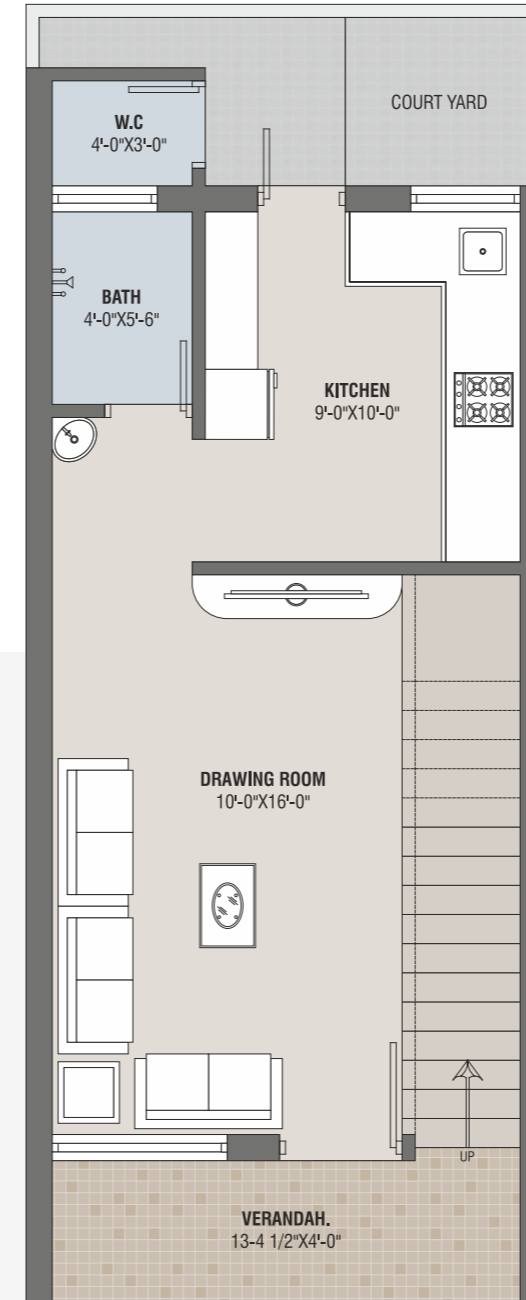 COURT YARD
W.C
4'-0"X3'-0"
BATH
4'-0"X5'-6"
KITCHEN
9'-0"X10'-0"
DRAWING ROOM
10'-0"X16'-0"
UP
VERANDAH.
13-4 1/2"X4'-0"